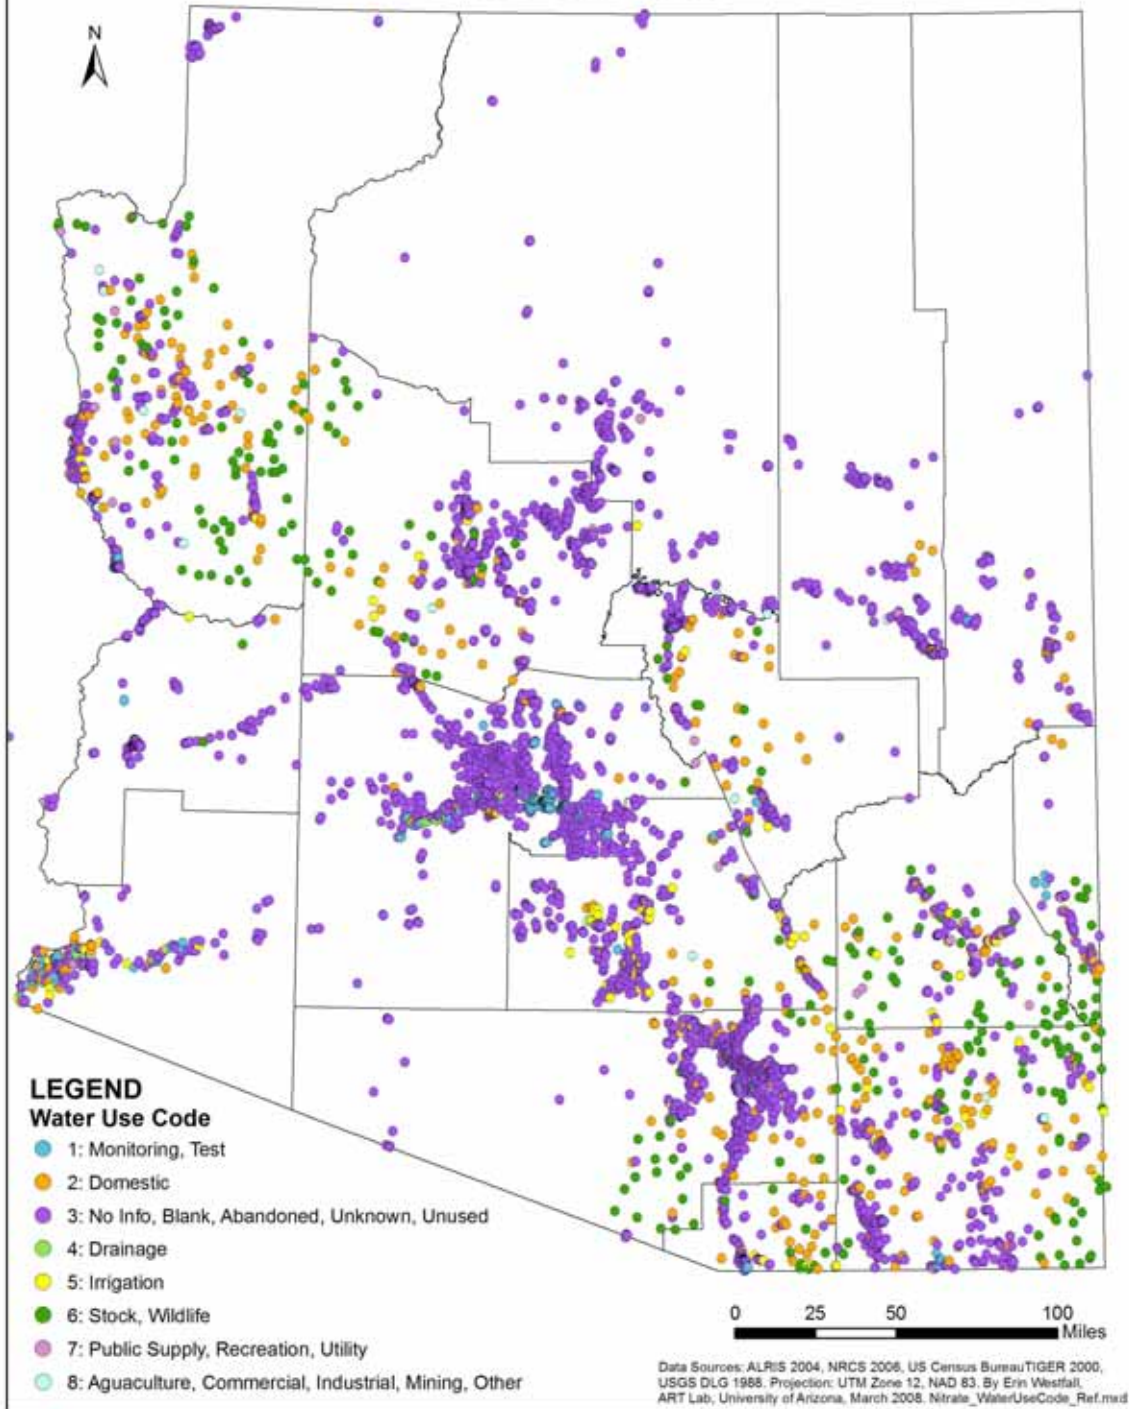 N
LEGEND
Water Use Code
1: Monitoring, Test
2: Domestic
3: No Info, Blank, Abandoned, Unknown, Unused
4: Drainage
5: Irrigation
6: Stock, Wildlife
7: Public Supply, Recreation, Utility
8: Aguaculture, Commercial, Industrial, Mining, Other
0 25 50 100
Miles
Data Sources: ALRIS 2004, NRCS 2006, US Census BureauTIGER 2000,
USGS DLG 1988. Projection: UTM Zone 12, NAD 83. By Erin Westfall,
ART Lab, University of Arizona, March 2008. Nitrate_WaterUseCode_Ref.mxd